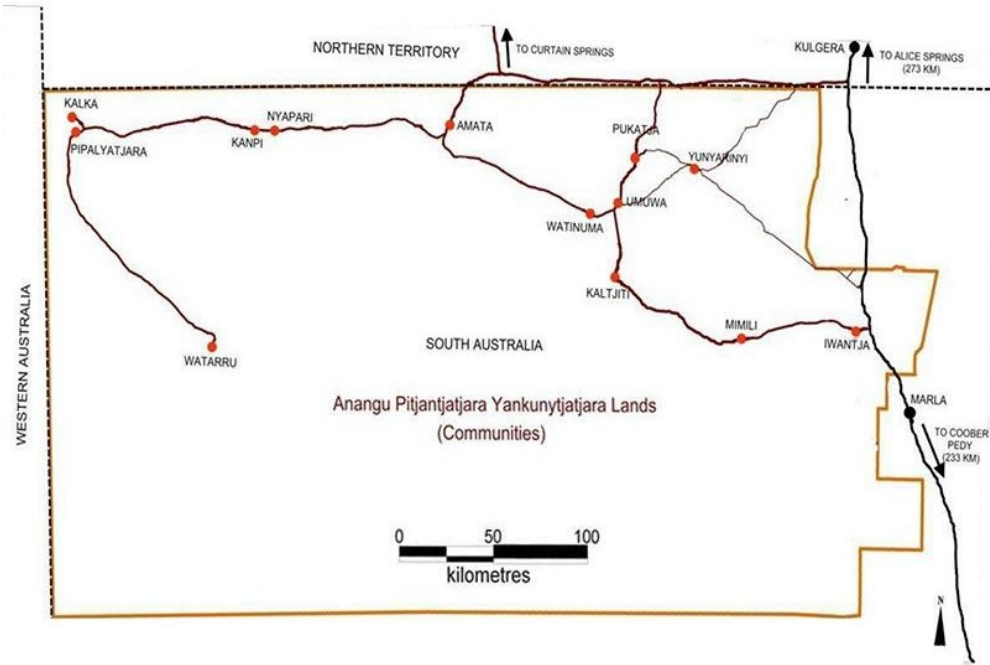 NORTHERN TERRITORY
TO CURTAIN SPRINGS
KULGERA
TO ALICE SPRINGS
(273 KM)
KALKA
PIPALYATJARA
NYAPARI
KANPI
AMATA
PUKATJA
YUNYARINYI
UMUWA
WATINUMA
KALTJITI
MIMILI
IWANTJA
WATARRU
WESTERN AUSTRALIA
SOUTH AUSTRALIA
Anangu Pitjantjatjara Yankunytjatjara Lands
(Communities)
MARLA
TO COOBER
PEDY
(233 KM)
0 50 100
kilometres
N